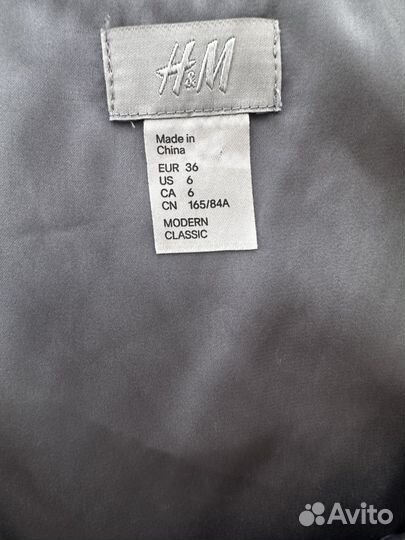 H&M
Made in
China
EUR 36
US 6
CA 6
CN 165/84A
MODERN
CLASSIC
Avito